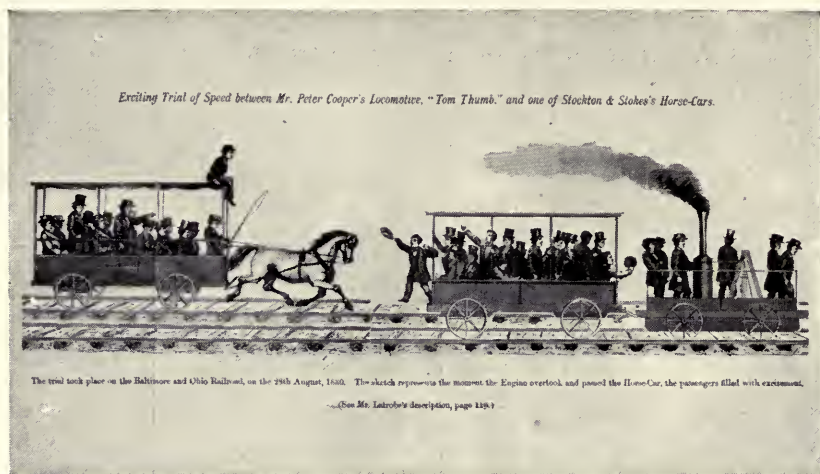 Exciting Trial of Speed between Mr. Peter Cooper's Locomotive, "Tom Thumb," and one of Stockton & Stokes's Horse-Cars.
The trial took place on the Baltimore and Ohio Railroad, on the 28th August, 1830. The sketch represents the moment the Engine overtook and passed the Horse-Car, the passengers filled with excitement.
(See Mr. Latrobe's description, page 119.)